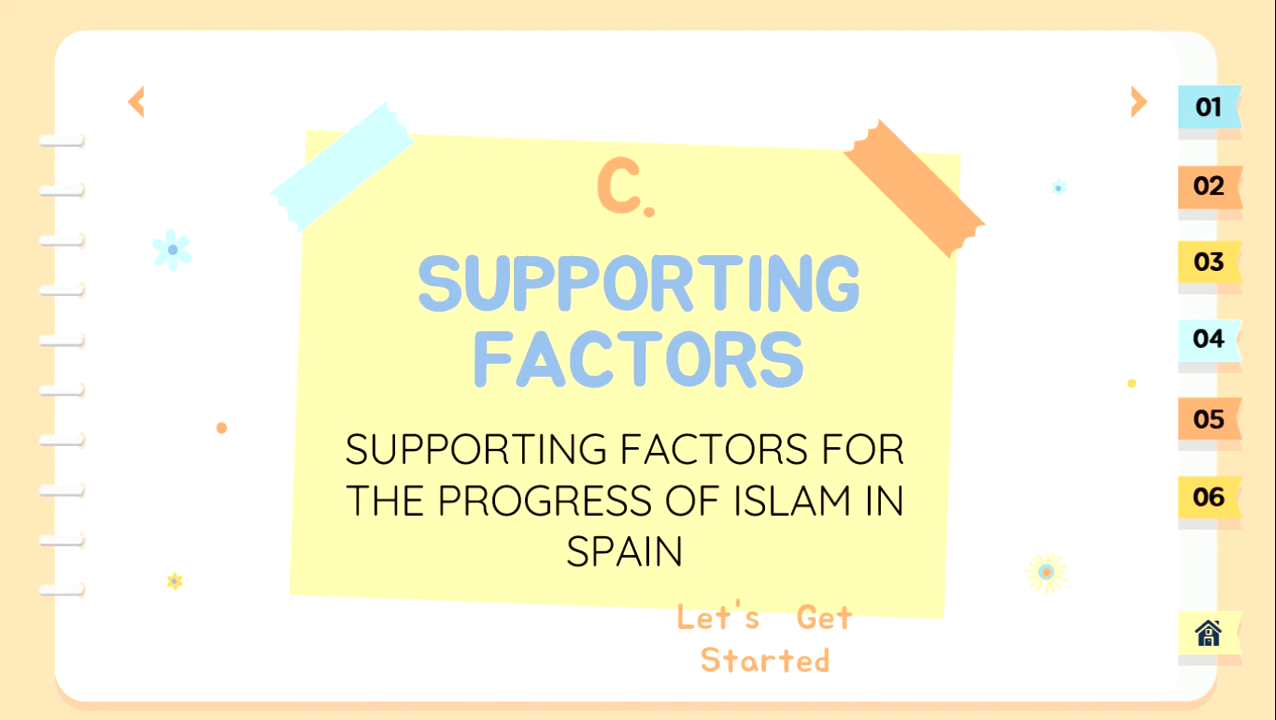 C.
SUPPORTING
FACTORS
SUPPORTING FACTORS FOR
THE PROGRESS OF ISLAM IN
SPAIN
Let's Get
Started
01
02
03
04
05
06